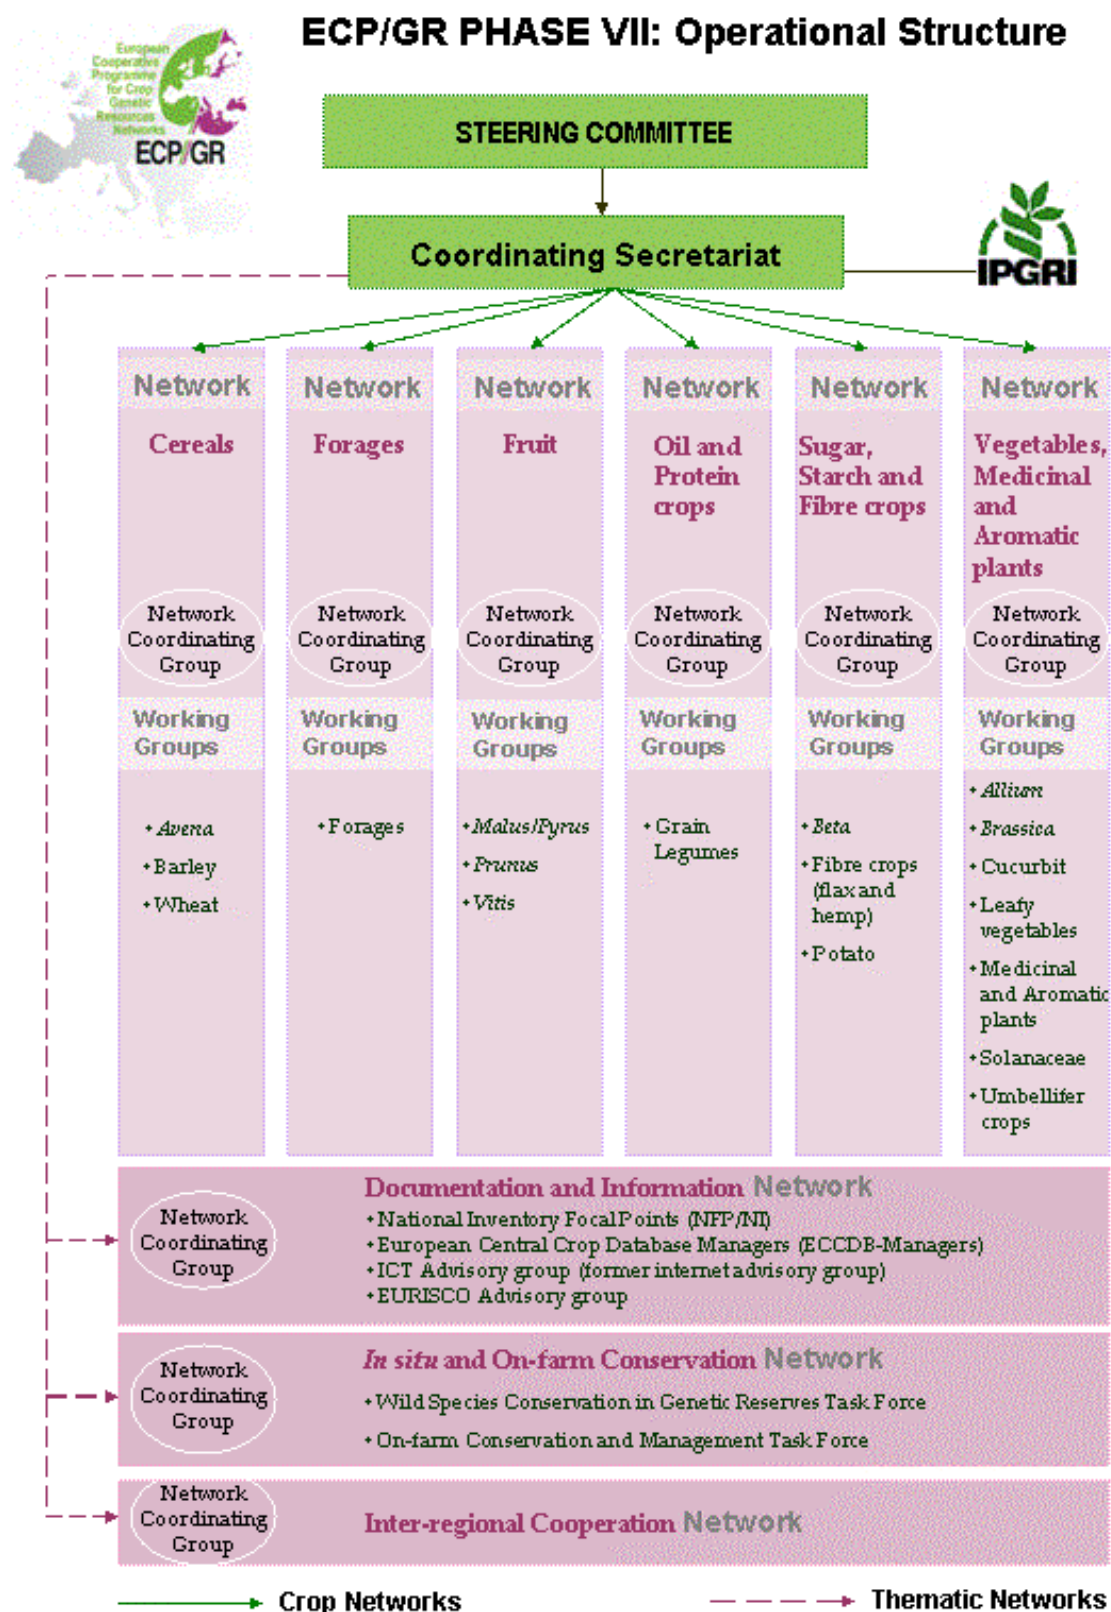 ECP/GR PHASE VII: Operational Structure
European
Cooperative
Programme
for Crop
Genetic
Resources
Networks
ECP/GR
STEERING COMMITTEE
Coordinating Secretariat
IPGRI
Network
Cereals
Network
Coordinating
Group
Working
Groups
• Avena
• Barley
• Wheat
Network
Forages
Network
Coordinating
Group
Working
Groups
• Forages
Network
Fruit
Network
Coordinating
Group
Working
Groups
• Malus/Pyrus
• Prunus
• Vitis
Network
Oil and
Protein
crops
Network
Coordinating
Group
Working
Groups
• Grain
Legumes
Network
Sugar,
Starch and
Fibre crops
Network
Coordinating
Group
Working
Groups
• Beta
• Fibre crops
(flax and
hemp)
• Potato
Network
Vegetables,
Medicinal
and
Aromatic
plants
Network
Coordinating
Group
Working
Groups
• Allium
• Brassica
• Cucurbit
• Leafy
vegetables
• Medicinal
and Aromatic
plants
• Solanaceae
• Umbellifer
crops
Network
Coordinating
Group
Documentation and Information Network
• National Inventory Focal Points (NFP/NI)
• European Central Crop Database Managers (ECCDB-Managers)
• ICT Advisory group (former internet advisory group)
• EURISCO Advisory group
Network
Coordinating
Group
In situ and On-farm Conservation Network
• Wild Species Conservation in Genetic Reserves Task Force
• On-farm Conservation and Management Task Force
Network
Coordinating
Group
Inter-regional Cooperation Network
Crop Networks
Thematic Networks